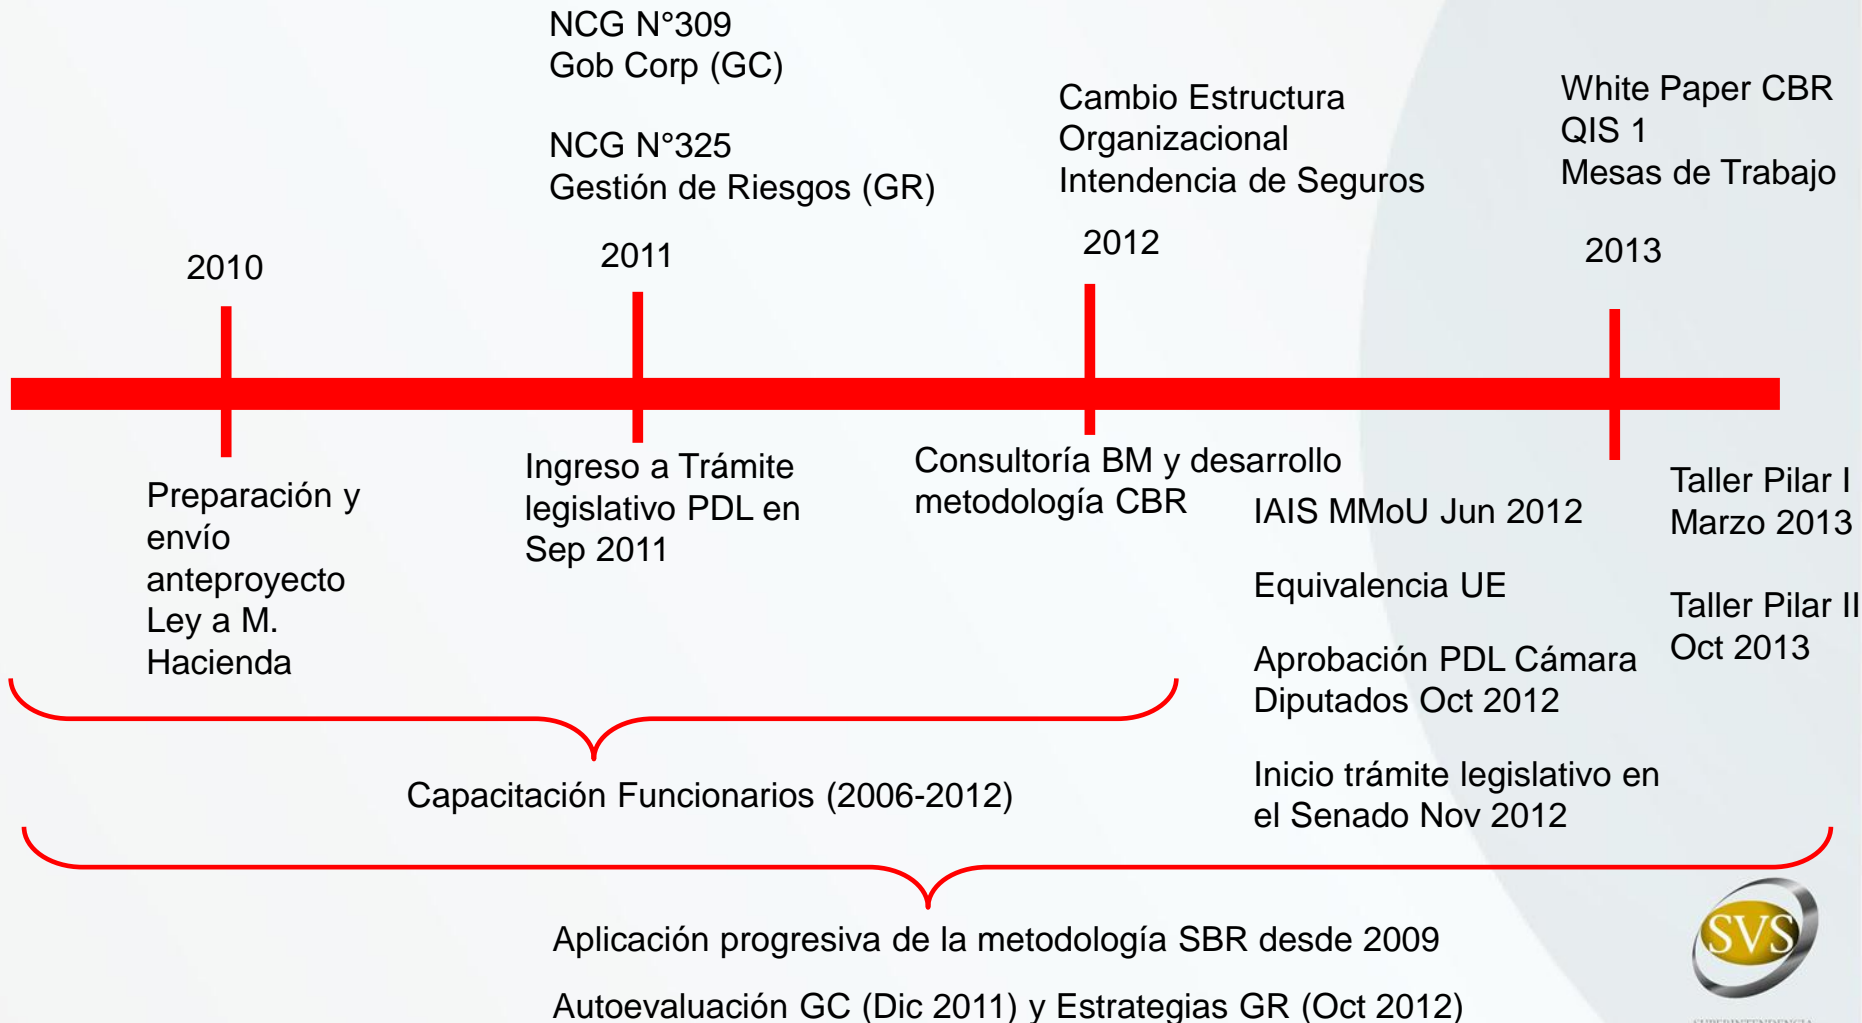 NCG N°309
Gob Corp (GC)
NCG N°325
Gestión de Riesgos (GR)
Cambio Estructura
Organizacional
Intendencia de Seguros
White Paper CBR
QIS 1
Mesas de Trabajo
2010
2011
2012
2013
Preparación y
envío
anteproyecto
Ley a M.
Hacienda
Ingreso a Trámite
legislativo PDL en
Sep 2011
Consultoría BM y desarrollo
metodología CBR
IAIS MMoU Jun 2012
Equivalencia UE
Aprobación PDL Cámara
Diputados Oct 2012
Inicio trámite legislativo en
el Senado Nov 2012
Taller Pilar I
Marzo 2013
Taller Pilar II
Oct 2013
Capacitación Funcionarios (2006-2012)
Aplicación progresiva de la metodología SBR desde 2009
Autoevaluación GC (Dic 2011) y Estrategias GR (Oct 2012)
SVS